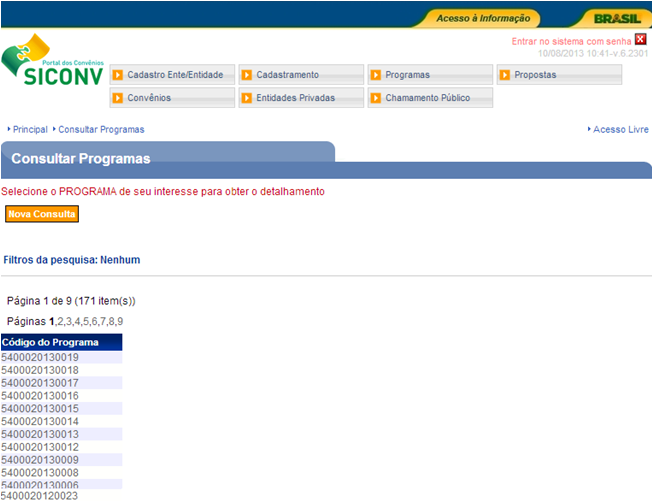 Acesso à Informação
BRASIL
Portal dos Convênios
SICONV
Entrar no sistema com senha
10/08/2013 10:41-v.6.2301
Cadastro Ente/Entidade
Cadastramento
Programas
Propostas
Convênios
Entidades Privadas
Chamamento Público
Principal Consultar Programas
Acesso Livre
Consultar Programas
Selecione o PROGRAMA de seu interesse para obter o detalhamento
Nova Consulta
Filtros da pesquisa: Nenhum
Página 1 de 9 (171 item(s))
Páginas 1,2,3,4,5,6,7,8,9
Código do Programa
5400020130019
5400020130018
5400020130017
5400020130016
5400020130015
5400020130014
5400020130013
5400020130012
5400020130009
5400020130008
5400020130006
5400020120023